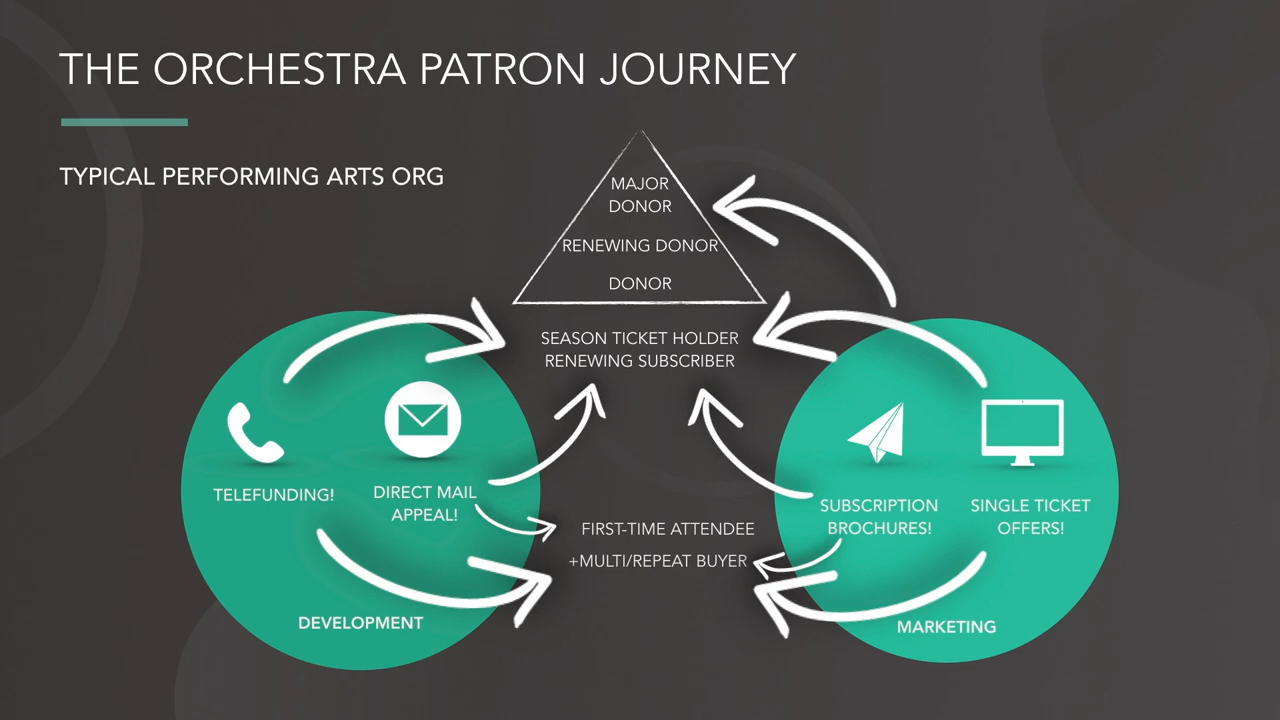 THE ORCHESTRA PATRON JOURNEY
TYPICAL PERFORMING ARTS ORG
MAJOR
DONOR
RENEWING DONOR
DONOR
SEASON TICKET HOLDER
RENEWING SUBSCRIBER
TELEFUNDING!
DIRECT MAIL
APPEAL!
SUBSCRIPTION
BROCHURES!
SINGLE TICKET
OFFERS!
FIRST-TIME ATTENDEE
+MULTI/REPEAT BUYER
DEVELOPMENT
MARKETING